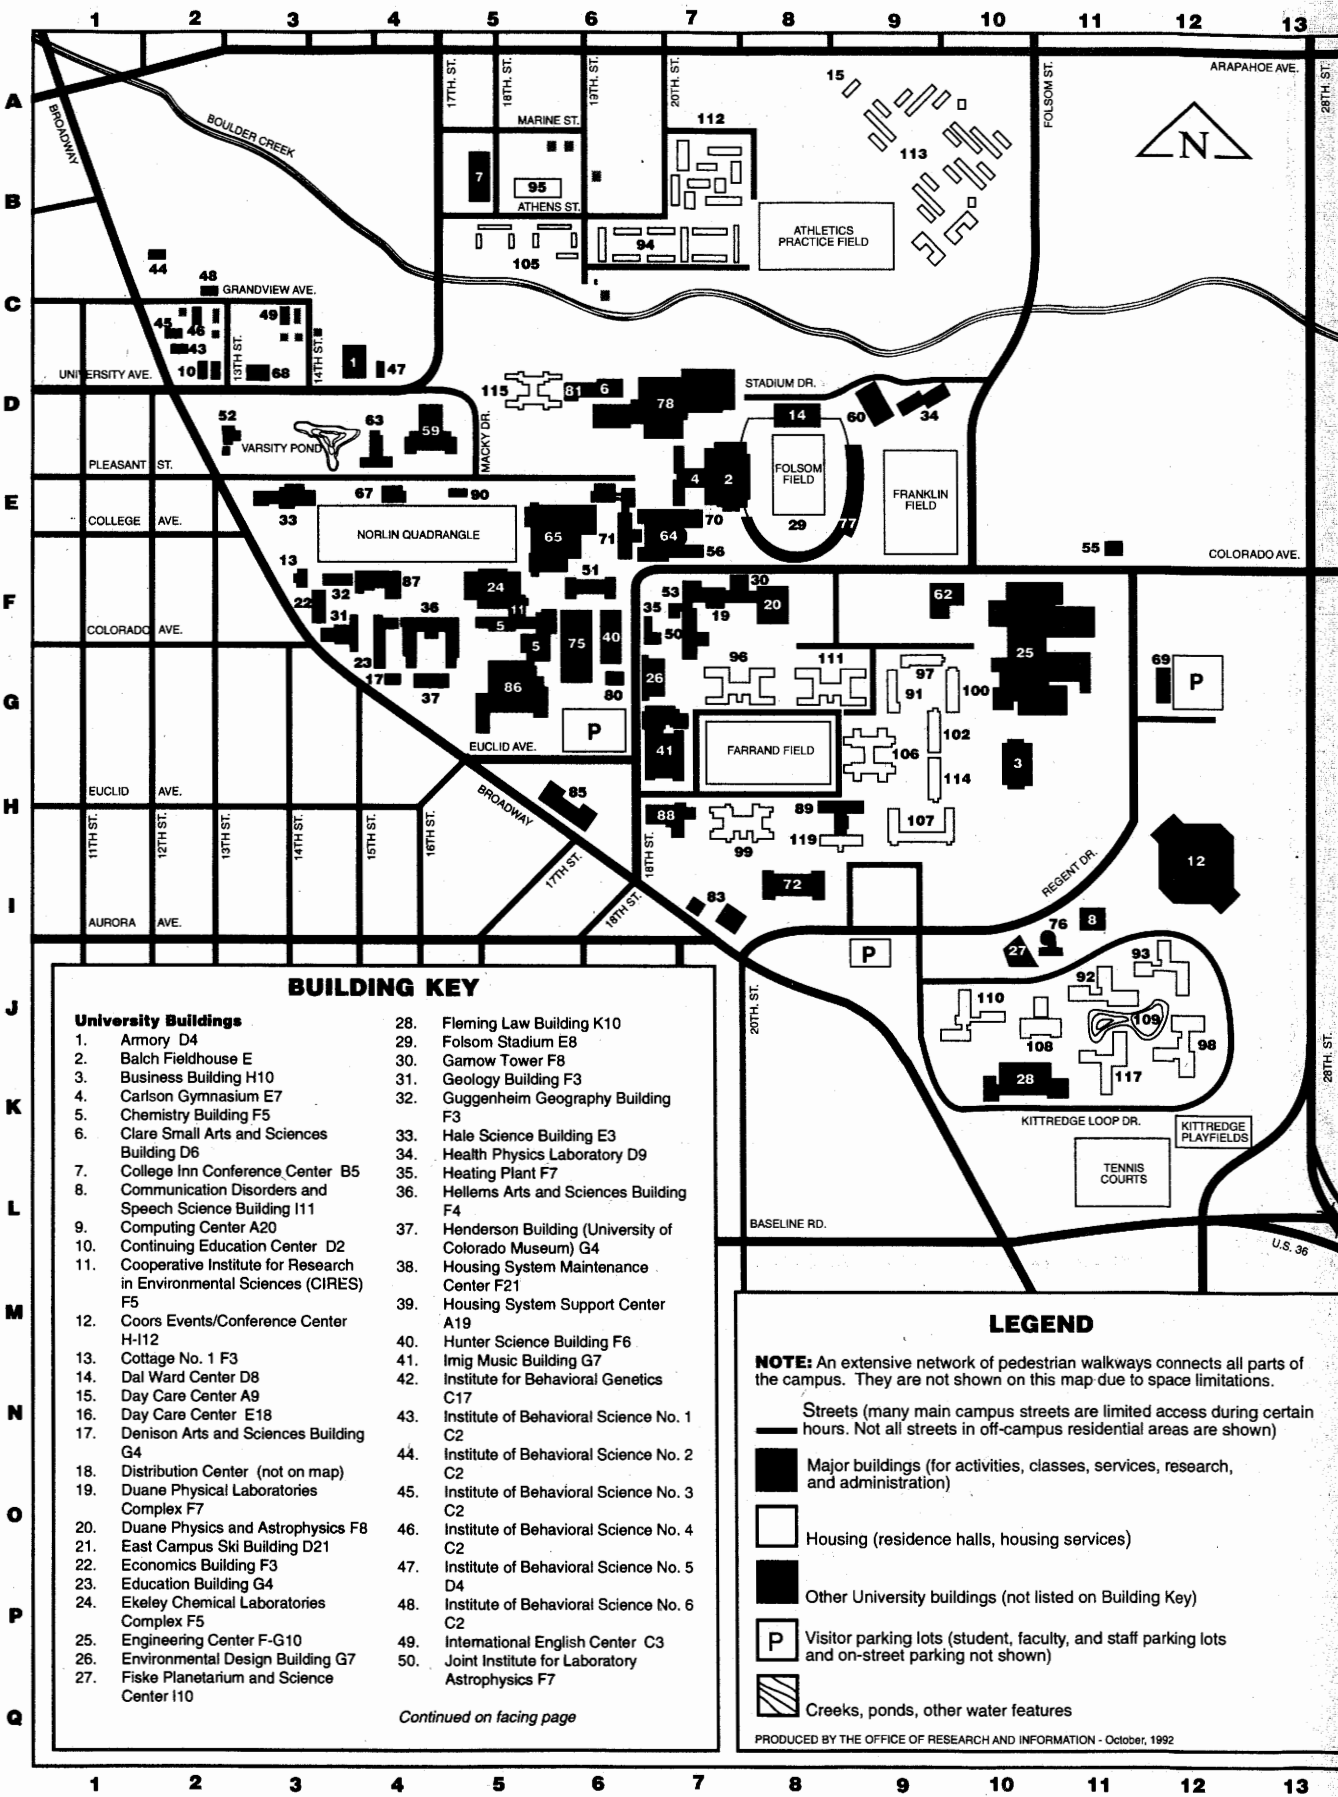 1 2 3 4 5 6 7 8 9 10 11 12 13
ARAPAHOE AVE.
28TH. ST.
A
BROADWAY
BOULDER CREEK
17TH. ST.
18TH. ST.
19TH. ST.
20TH. ST.
FOLSOM ST.
MARINE ST.
112
15
113
N
7
95
B
ATHENS ST.
94
105
ATHLETICS
PRACTICE FIELD
44
48
GRANDVIEW AVE.
C
45
46
49
43
10
13TH ST.
68
14TH ST.
1
47
UNIVERSITY AVE.
D
115
81
6
78
STADIUM DR.
14
60
34
52
VARSITY POND
63
59
MACKY DR.
PLEASANT ST.
4
2
FOLSOM
FIELD
FRANKLIN
FIELD
E
33
67
90
NORLIN QUADRANGLE
65
71
70
64
56
29
77
55
COLLEGE AVE.
COLORADO AVE.
13
32
87
24
51
53
30
62
F
22
31
36
11
5
5
75
40
35
19
20
50
COLORADO AVE.
23
17
37
86
80
26
96
111
97
91
100
25
69
P
G
P
EUCLID AVE.
41
FARRAND FIELD
106
102
114
3
EUCLID AVE.
H
BROADWAY
85
88
99
89
119
107
11TH ST.
12TH ST.
13TH ST.
14TH ST.
15TH ST.
16TH ST.
17TH ST.
18TH ST.
18TH ST.
72
REGENT DR.
12
I
AURORA AVE.
83
P
76
8
27
93
92
110
109
108
98
117
28
J
20TH. ST.
28TH. ST.
K
KITTREDGE LOOP DR.
KITTREDGE
PLAYFIELDS
TENNIS
COURTS
L
BASELINE RD.
U.S. 36
M
N
O
P
Q
BUILDING KEY
University Buildings
1. Armory D4
2. Balch Fieldhouse E
3. Business Building H10
4. Carlson Gymnasium E7
5. Chemistry Building F5
6. Clare Small Arts and Sciences
Building D6
7. College Inn Conference Center B5
8. Communication Disorders and
Speech Science Building I11
9. Computing Center A20
10. Continuing Education Center D2
11. Cooperative Institute for Research
in Environmental Sciences (CIRES)
F5
12. Coors Events/Conference Center
H-I12
13. Cottage No. 1 F3
14. Dal Ward Center D8
15. Day Care Center A9
16. Day Care Center E18
17. Denison Arts and Sciences Building
G4
18. Distribution Center (not on map)
19. Duane Physical Laboratories
Complex F7
20. Duane Physics and Astrophysics F8
21. East Campus Ski Building D21
22. Economics Building F3
23. Education Building G4
24. Ekeley Chemical Laboratories
Complex F5
25. Engineering Center F-G10
26. Environmental Design Building G7
27. Fiske Planetarium and Science
Center I10
28. Fleming Law Building K10
29. Folsom Stadium E8
30. Gamow Tower F8
31. Geology Building F3
32. Guggenheim Geography Building
F3
33. Hale Science Building E3
34. Health Physics Laboratory D9
35. Heating Plant F7
36. Hellems Arts and Sciences Building
F4
37. Henderson Building (University of
Colorado Museum) G4
38. Housing System Maintenance
Center F21
39. Housing System Support Center
A19
40. Hunter Science Building F6
41. Imig Music Building G7
42. Institute for Behavioral Genetics
C17
43. Institute of Behavioral Science No. 1
C2
44. Institute of Behavioral Science No. 2
C2
45. Institute of Behavioral Science No. 3
C2
46. Institute of Behavioral Science No. 4
C2
47. Institute of Behavioral Science No. 5
D4
48. Institute of Behavioral Science No. 6
C2
49. International English Center C3
50. Joint Institute for Laboratory
Astrophysics F7
Continued on facing page
LEGEND
NOTE: An extensive network of pedestrian walkways connects all parts of
the campus. They are not shown on this map due to space limitations.
Streets (many main campus streets are limited access during certain
hours. Not all streets in off-campus residential areas are shown)
Major buildings (for activities, classes, services, research,
and administration)
Housing (residence halls, housing services)
Other University buildings (not listed on Building Key)
P Visitor parking lots (student, faculty, and staff parking lots
and on-street parking not shown)
Creeks, ponds, other water features
PRODUCED BY THE OFFICE OF RESEARCH AND INFORMATION - October, 1992
1 2 3 4 5 6 7 8 9 10 11 12 13